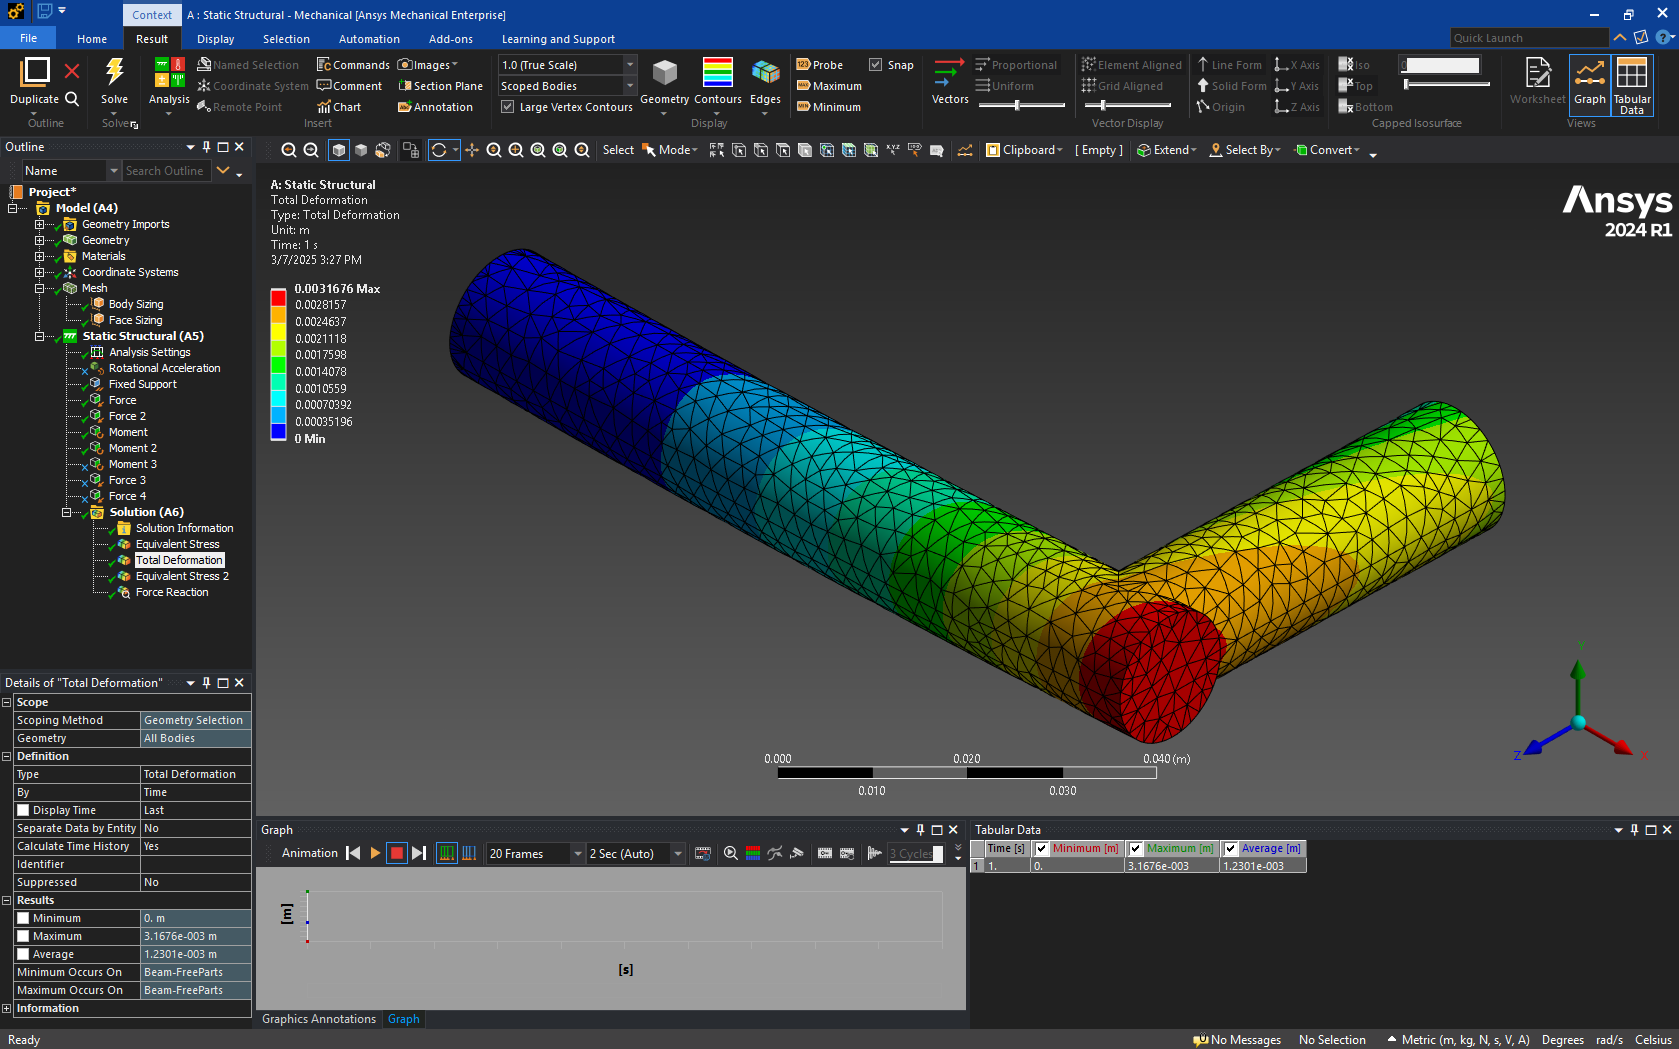 Context
A : Static Structural - Mechanical [Ansys Mechanical Enterprise]
File
Home
Result
Display
Selection
Automation
Add-ons
Learning and Support
Quick Launch
Duplicate
Outline
Solve
Solve
Analysis
Named Selection
Coordinate System
Remote Point
Commands
Comment
Chart
Images
Section Plane
Annotation
Insert
1.0 (True Scale)
Scoped Bodies
Large Vertex Contours
Geometry
Contours
Edges
Display
Probe
Maximum
Minimum
Snap
Vectors
Proportional
Uniform
Element Aligned
Grid Aligned
Vector Display
Line Form
Solid Form
Origin
X Axis
Y Axis
Z Axis
Iso
Top
Bottom
0
Capped Isosurface
Worksheet
Graph
Tabular Data
Views
Outline
Name
Search Outline
Project*
Model (A4)
Geometry Imports
Geometry
Materials
Coordinate Systems
Mesh
Body Sizing
Face Sizing
Static Structural (A5)
Analysis Settings
Rotational Acceleration
Fixed Support
Force
Force 2
Moment
Moment 2
Moment 3
Force 3
Force 4
Solution (A6)
Solution Information
Equivalent Stress
Total Deformation
Equivalent Stress 2
Force Reaction
Select
Mode
Clipboard
[ Empty ]
Extend
Select By
Convert
A: Static Structural
Total Deformation
Type: Total Deformation
Unit: m
Time: 1 s
3/7/2025 3:27 PM
0.0031676 Max
0.0028157
0.0024637
0.0021118
0.0017598
0.0014078
0.0010559
0.00070392
0.00035196
0 Min
Ansys
2024 R1
0.000
0.020
0.040 (m)
0.010
0.030
Y
Z
X
Details of "Total Deformation"
Scope
Scoping Method Geometry Selection
Geometry All Bodies
Definition
Type Total Deformation
By Time
Display Time Last
Separate Data by Entity No
Calculate Time History Yes
Identifier
Suppressed No
Results
Minimum 0. m
Maximum 3.1676e-003 m
Average 1.2301e-003 m
Minimum Occurs On Beam-FreeParts
Maximum Occurs On Beam-FreeParts
Information
Graph
Animation
20 Frames
2 Sec (Auto)
3 Cycles
[m]
[s]
Graphics Annotations
Graph
Tabular Data
Time [s] Minimum [m] Maximum [m] Average [m]
1 1. 0. 3.1676e-003 1.2301e-003
Ready
No Messages
No Selection
Metric (m, kg, N, s, V, A)
Degrees
rad/s
Celsius